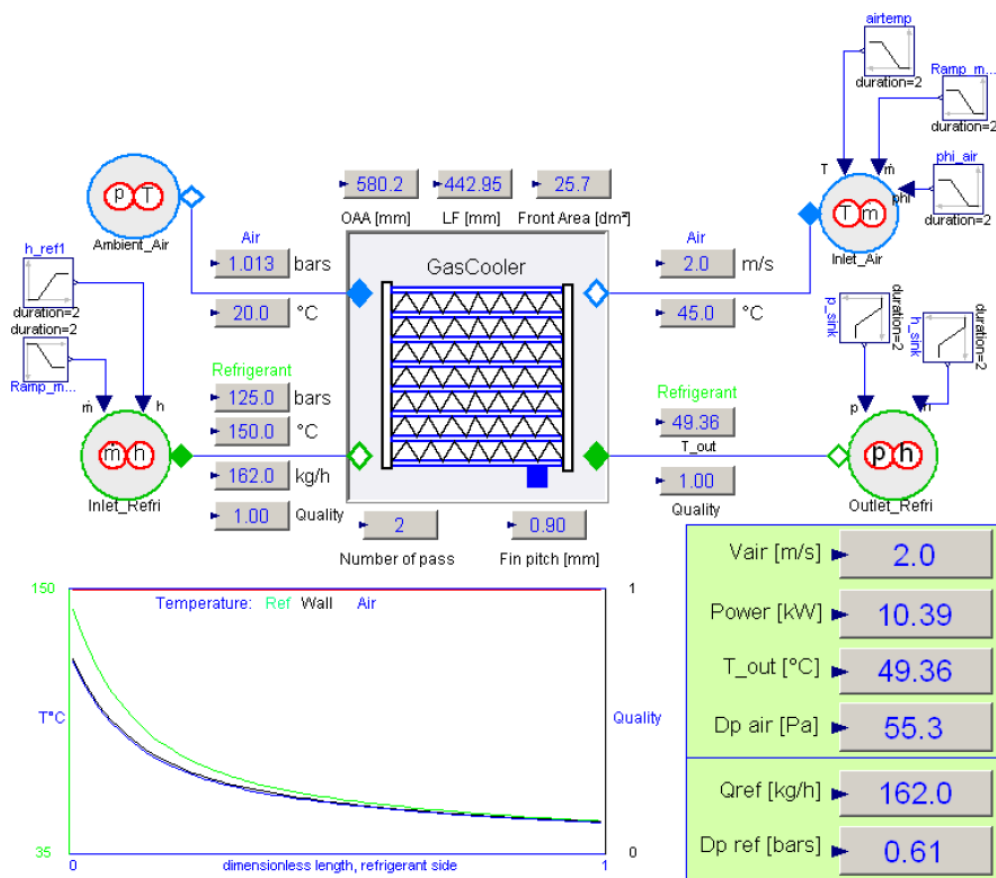 airtemp
duration=2
Ramp_m...
duration=2
phi_air
duration=2
T
ṁ
phi
T m
Inlet_Air
p T
Ambient_Air
580.2
442.95
25.7
OAA [mm]
LF [mm]
Front Area [dm²]
Air
1.013 bars
20.0 °C
GasCooler
Air
2.0 m/s
45.0 °C
h_ref1
duration=2
duration=2
Ramp_m...
ṁ
h
ṁ h
Inlet_Refri
Refrigerant
125.0 bars
150.0 °C
162.0 kg/h
1.00 Quality
Refrigerant
49.36
T_out
1.00
Quality
p_sink
duration=2
h_sink
duration=2
p
p h
Outlet_Refri
2
0.90
Number of pass
Fin pitch [mm]
150
Temperature: Ref Wall Air
1
T°C
Quality
35
0
0
dimensionless length, refrigerant side
1
Vair [m/s] 2.0
Power [kW] 10.39
T_out [°C] 49.36
Dp air [Pa] 55.3
Qref [kg/h] 162.0
Dp ref [bars] 0.61